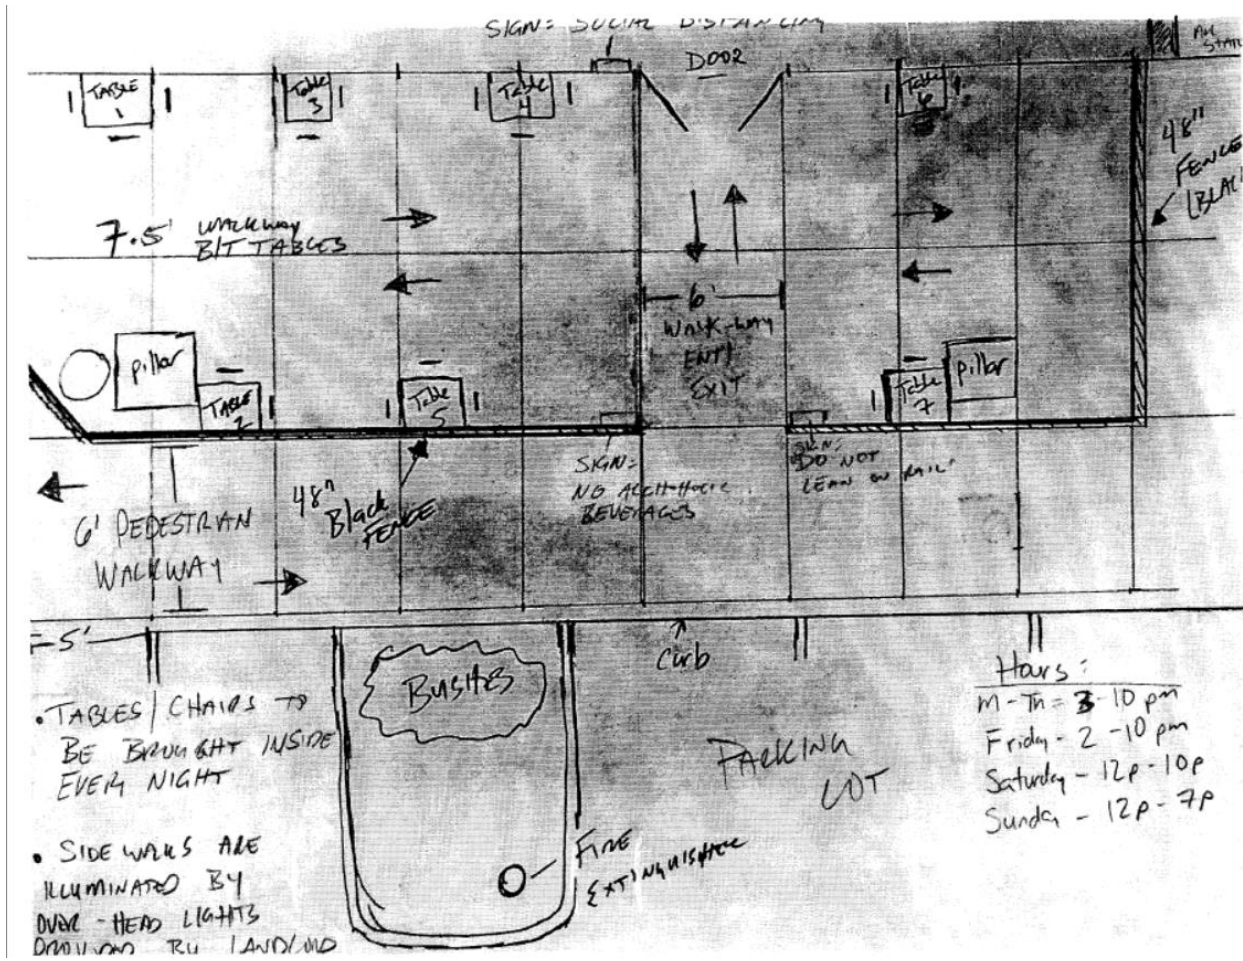 SIGN: SOCIAL DISTANCING
DOOR
TABLE
1
Table
3
Table
4
Table
6
48"
FENCE
(BLACK
7.5' WALKWAY
B/T TABLES
6'
WALK-WAY
ENT/
EXIT
pillar
TABLE
2
Table
5
Table
7
pillar
SIGN:
NO ALCOHOLIC
BEVERAGES
SIGN:
DO NOT
LEAN ON RAIL
48"
Black
FENCE
6' PEDESTRIAN
WALKWAY
5'
Curb
BUSHES
• TABLES/CHAIRS TO
BE BROUGHT INSIDE
EVERY NIGHT
• SIDEWALKS ARE
ILLUMINATED BY
OVER-HEAD LIGHTS
PROVIDED BY LANDLORD
FIRE
EXTINGUISHER
PARKING
LOT
Hours:
M-Th = 3-10 pm
Friday - 2-10 pm
Saturday - 12p-10p
Sunday - 12p-7p